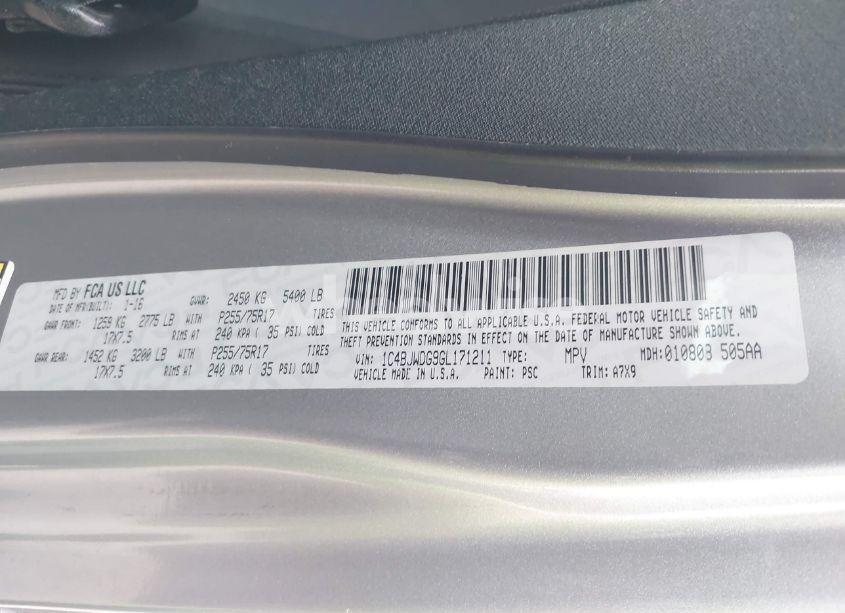 MFD BY FCA US LLC
DATE OF MFR(BUILT): 1-16 GVWR: 2450 KG 5400 LB
GAWR FRONT: 1259 KG 2775 LB WITH P255/75R17 TIRES
17X7.5 RIMS AT 240 KPA ( 35 PSI) COLD
GAWR REAR: 1452 KG 3200 LB WITH P255/75R17 TIRES
17X7.5 RIMS AT 240 KPA ( 35 PSI) COLD
THIS VEHICLE CONFORMS TO ALL APPLICABLE U.S.A. FEDERAL MOTOR VEHICLE SAFETY AND
THEFT PREVENTION STANDARDS IN EFFECT ON THE DATE OF MANUFACTURE SHOWN ABOVE.
VIN: 1C4BJWDG9GL171211 TYPE: MPV MDH: 010803 505AA
VEHICLE MADE IN U.S.A. PAINT: PSC TRIM: A7X9